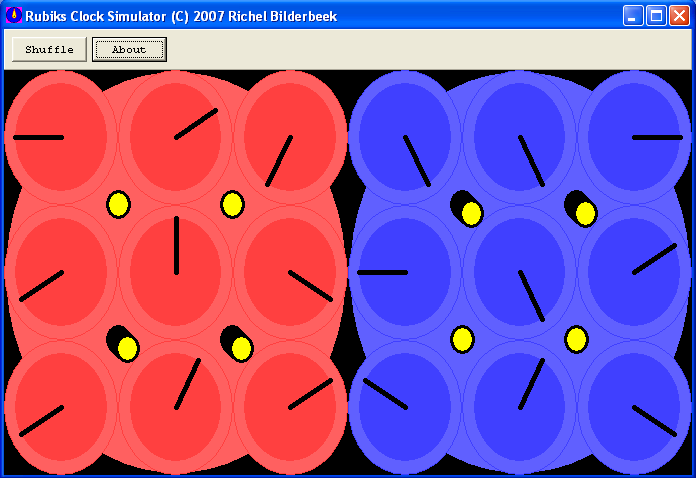 Rubiks Clock Simulator (C) 2007 Richel Bilderbeek
Shuffle About